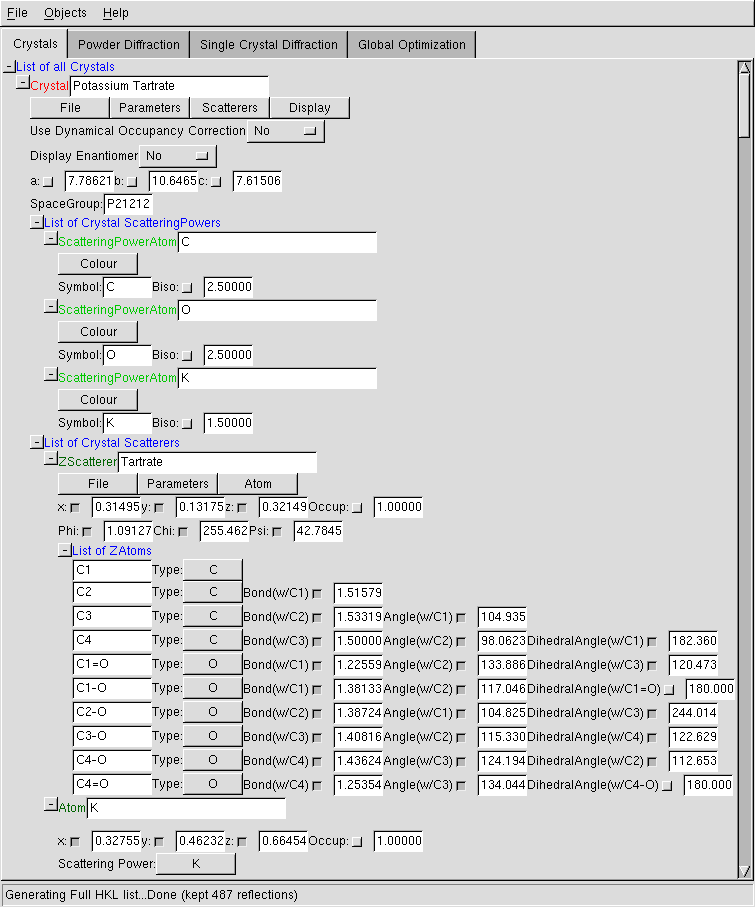 File Objects Help
Crystals Powder Diffraction Single Crystal Diffraction Global Optimization
List of all Crystals
Crystal Potassium Tartrate
File Parameters Scatterers Display
Use Dynamical Occupancy Correction No
Display Enantiomer No
a: 7.78621 b: 10.6465 c: 7.61506
SpaceGroup: P21212
List of Crystal ScatteringPowers
ScatteringPowerAtom C
Colour
Symbol: C Biso: 2.50000
ScatteringPowerAtom O
Colour
Symbol: O Biso: 2.50000
ScatteringPowerAtom K
Colour
Symbol: K Biso: 1.50000
List of Crystal Scatterers
ZScatterer Tartrate
File Parameters Atom
x: 0.31495 y: 0.13175 z: 0.32149 Occup: 1.00000
Phi: 1.09127 Chi: 255.462 Psi: 42.7845
List of ZAtoms
C1 Type: C
C2 Type: C Bond(w/C1) 1.51579
C3 Type: C Bond(w/C2) 1.53319 Angle(w/C1) 104.935
C4 Type: C Bond(w/C3) 1.50000 Angle(w/C2) 98.0623 DihedralAngle(w/C1) 182.360
C1=O Type: O Bond(w/C1) 1.22559 Angle(w/C2) 133.886 DihedralAngle(w/C3) 120.473
C1-O Type: O Bond(w/C1) 1.38133 Angle(w/C2) 117.046 DihedralAngle(w/C1=O) 180.000
C2-O Type: O Bond(w/C2) 1.38724 Angle(w/C1) 104.825 DihedralAngle(w/C3) 244.014
C3-O Type: O Bond(w/C3) 1.40816 Angle(w/C2) 115.330 DihedralAngle(w/C4) 122.629
C4-O Type: O Bond(w/C4) 1.43624 Angle(w/C3) 124.194 DihedralAngle(w/C2) 112.653
C4=O Type: O Bond(w/C4) 1.25354 Angle(w/C3) 134.044 DihedralAngle(w/C4-O) 180.000
Atom K
x: 0.32755 y: 0.46232 z: 0.66454 Occup: 1.00000
Scattering Power: K
Generating Full HKL list...Done (kept 487 reflections)